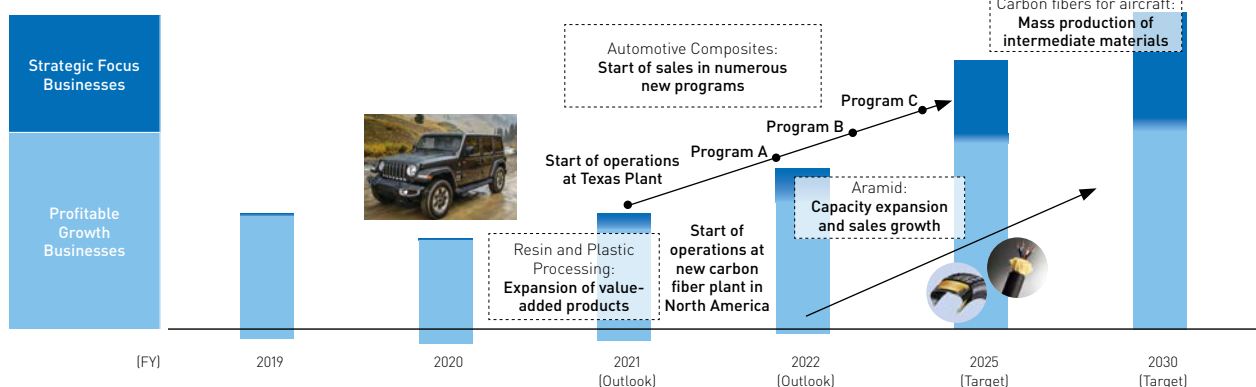 Strategic Focus
Businesses
Profitable
Growth
Businesses
Automotive Composites:
Start of sales in numerous
new programs
Carbon fibers for aircraft:
Mass production of
intermediate materials
Program C
Program B
Program A
Start of operations
at Texas Plant
Aramid:
Capacity expansion
and sales growth
Resin and Plastic
Processing:
Expansion of value-
added products
Start of
operations at
new carbon
fiber plant in
North America
(FY)
2019
2020
2021
(Outlook)
2022
(Outlook)
2025
(Target)
2030
(Target)